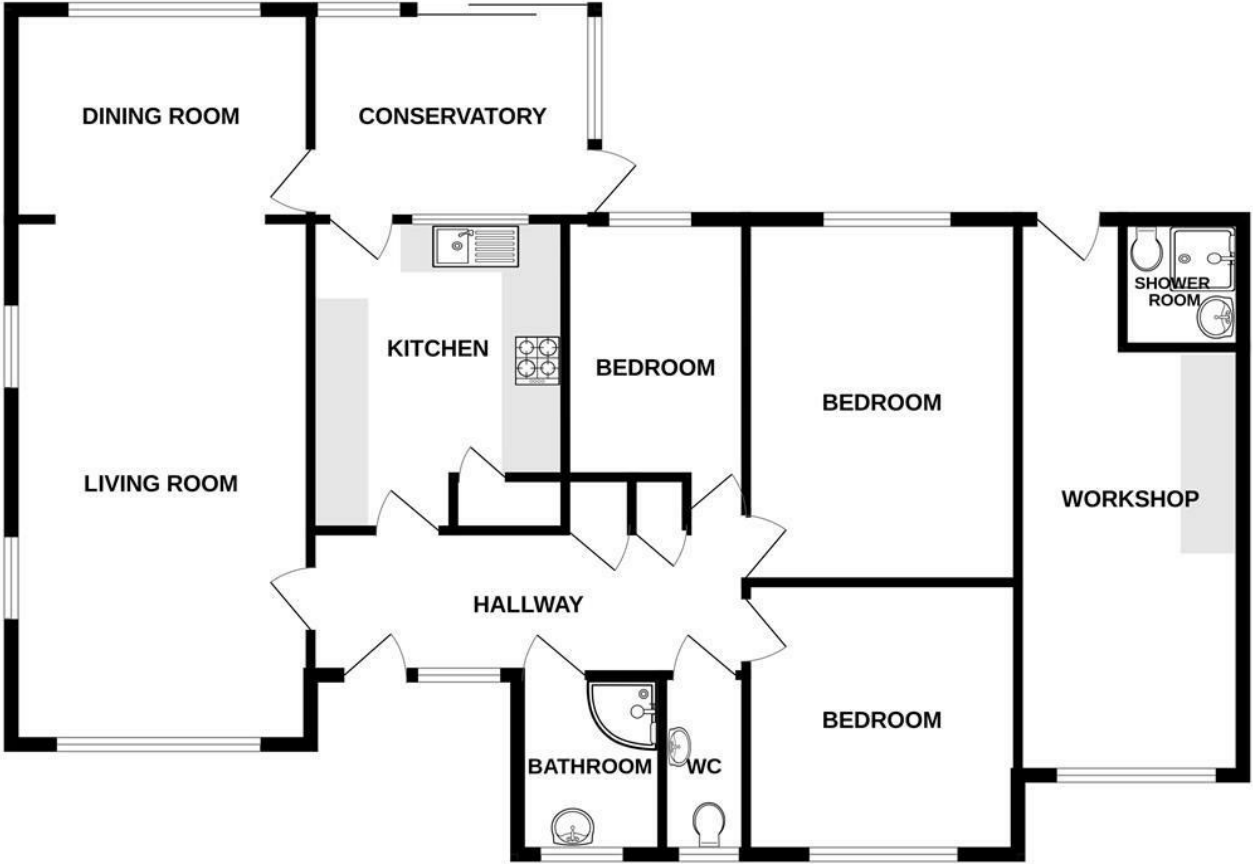 DINING ROOM
CONSERVATORY
SHOWER
ROOM
KITCHEN
BEDROOM
BEDROOM
LIVING ROOM
WORKSHOP
HALLWAY
BEDROOM
BATHROOM
WC